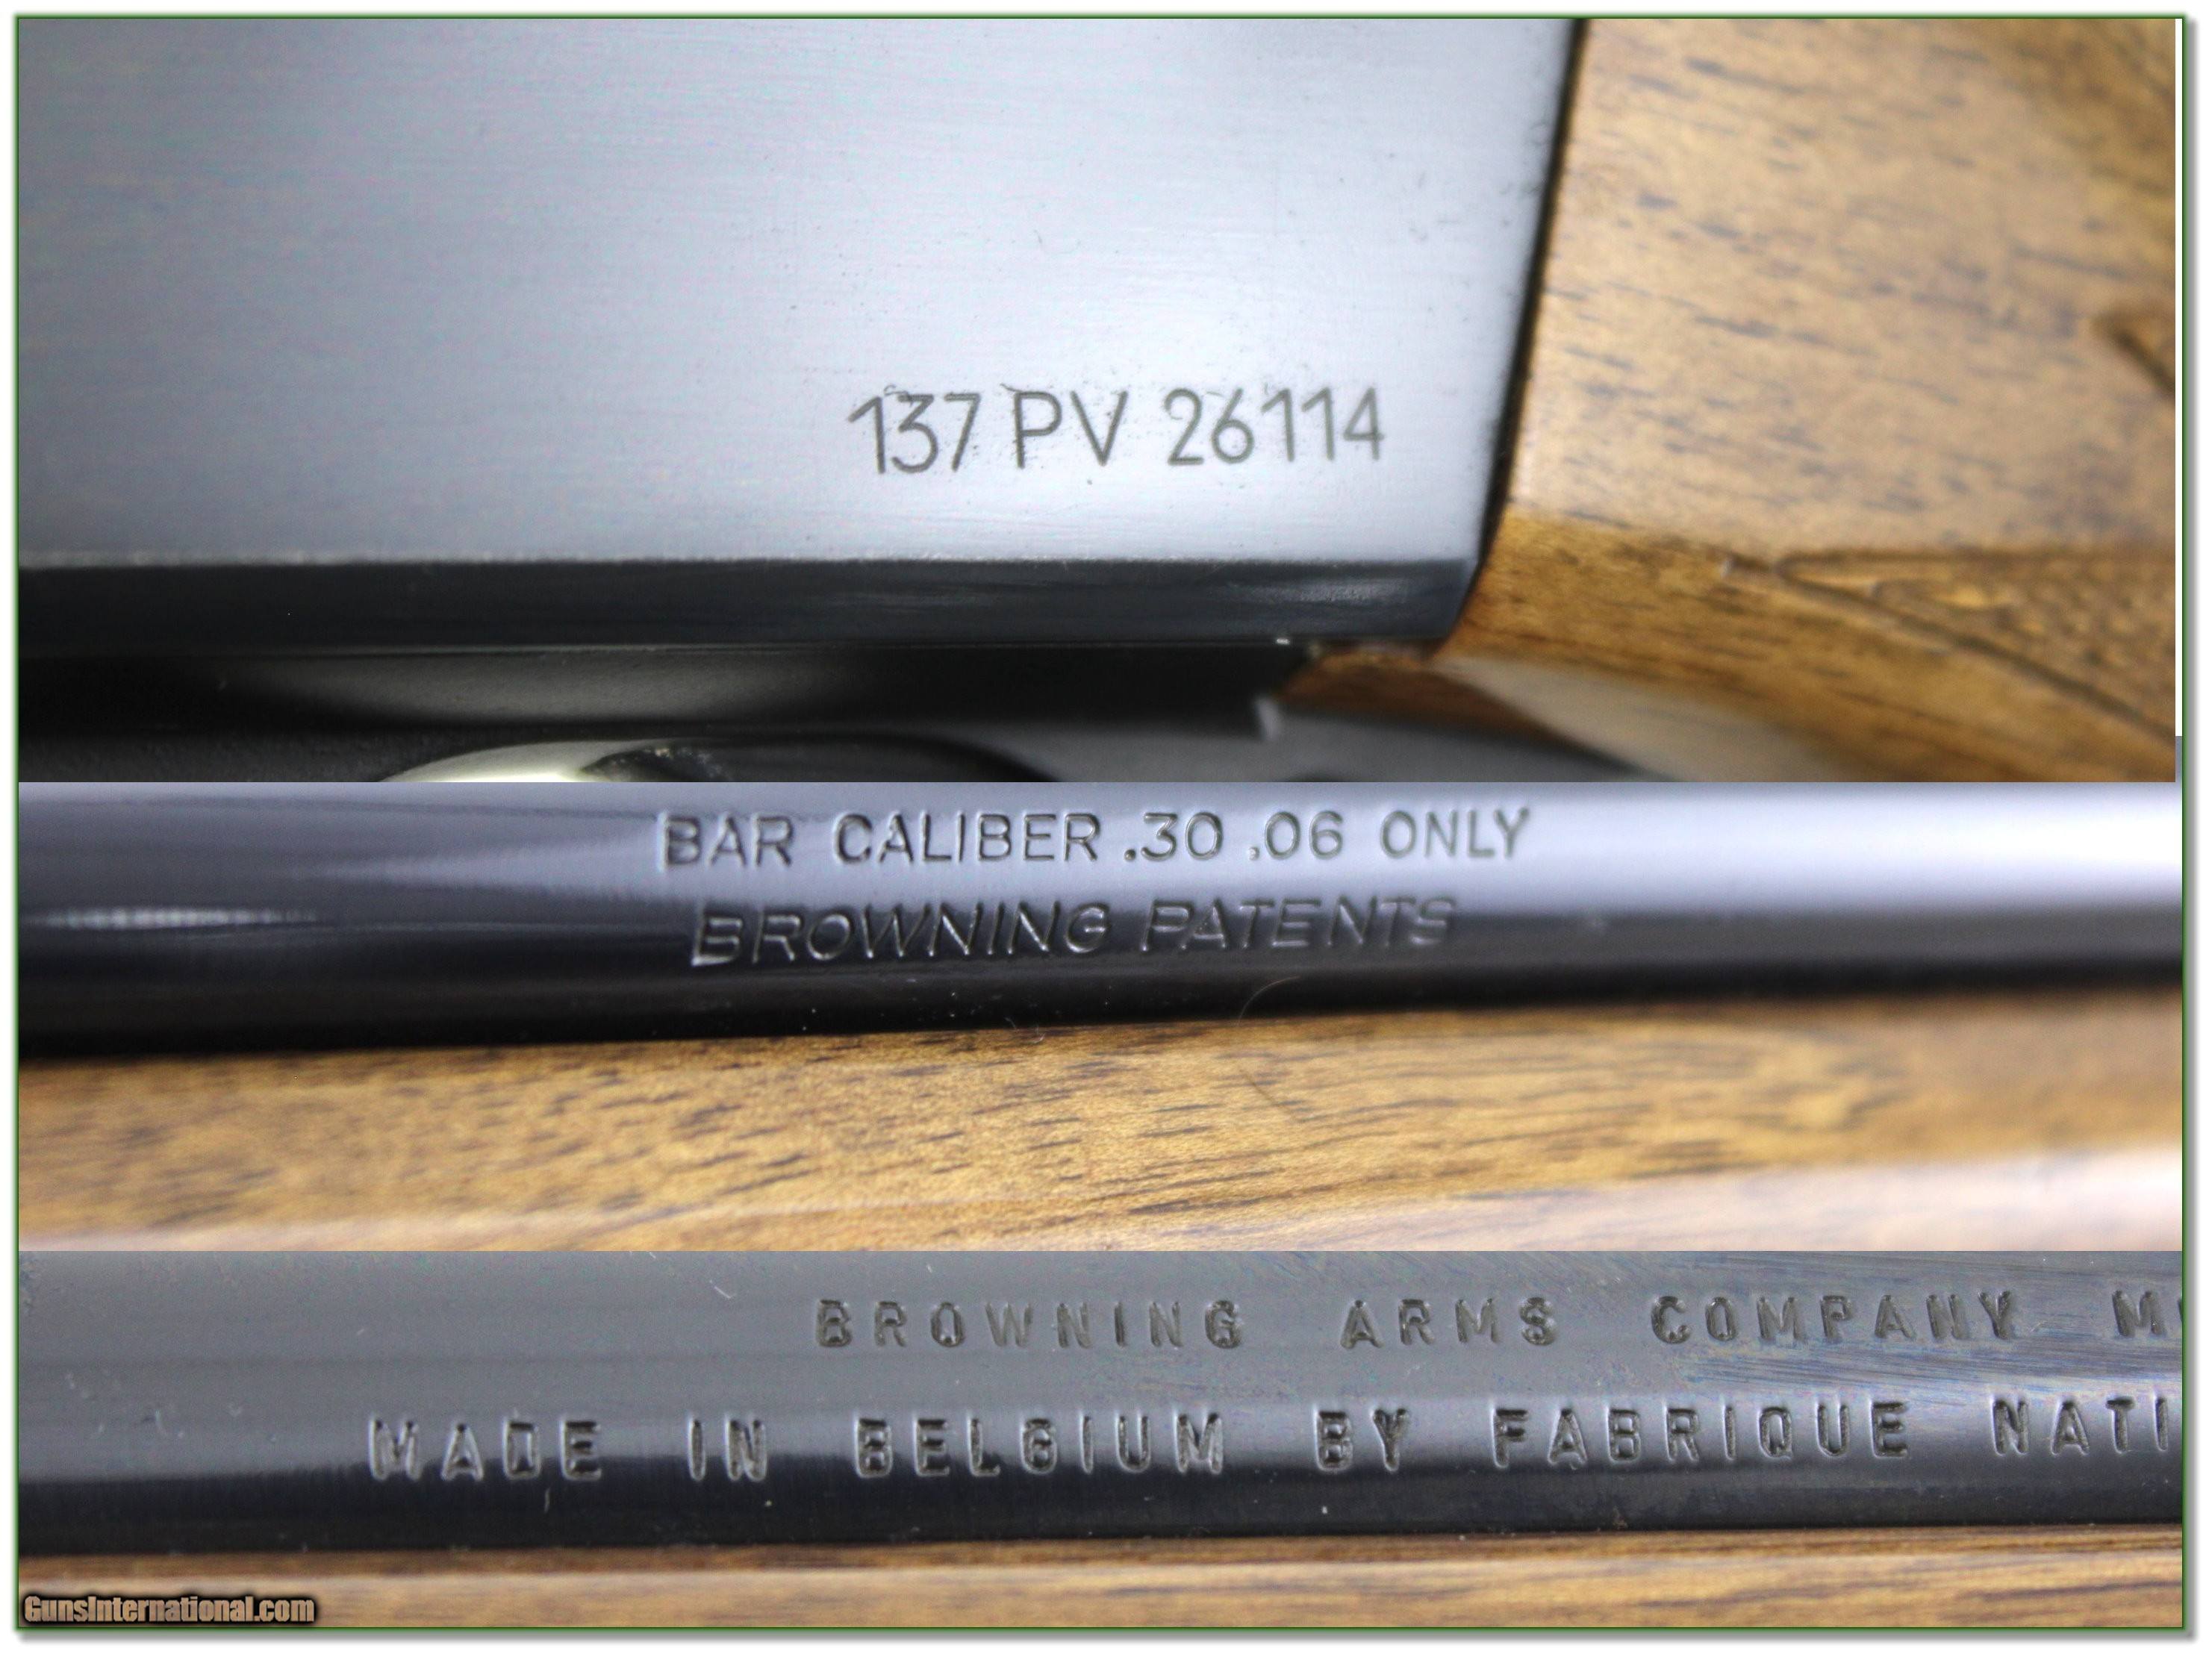 137 PV 26114
BAR CALIBER .30 .06 ONLY
BROWNING PATENTS
BROWNING ARMS COMPANY
MADE IN BELGIUM BY FABRIQUE NATI
GunsInternational.com